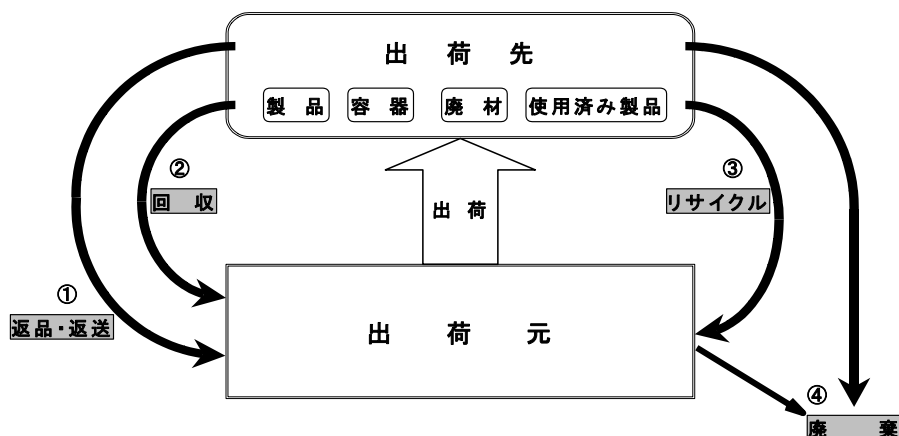 出荷先
製品 容器 廃材 使用済み製品
②
回収
③
リサイクル
出荷
①
返品・返送
出荷元
④
廃棄